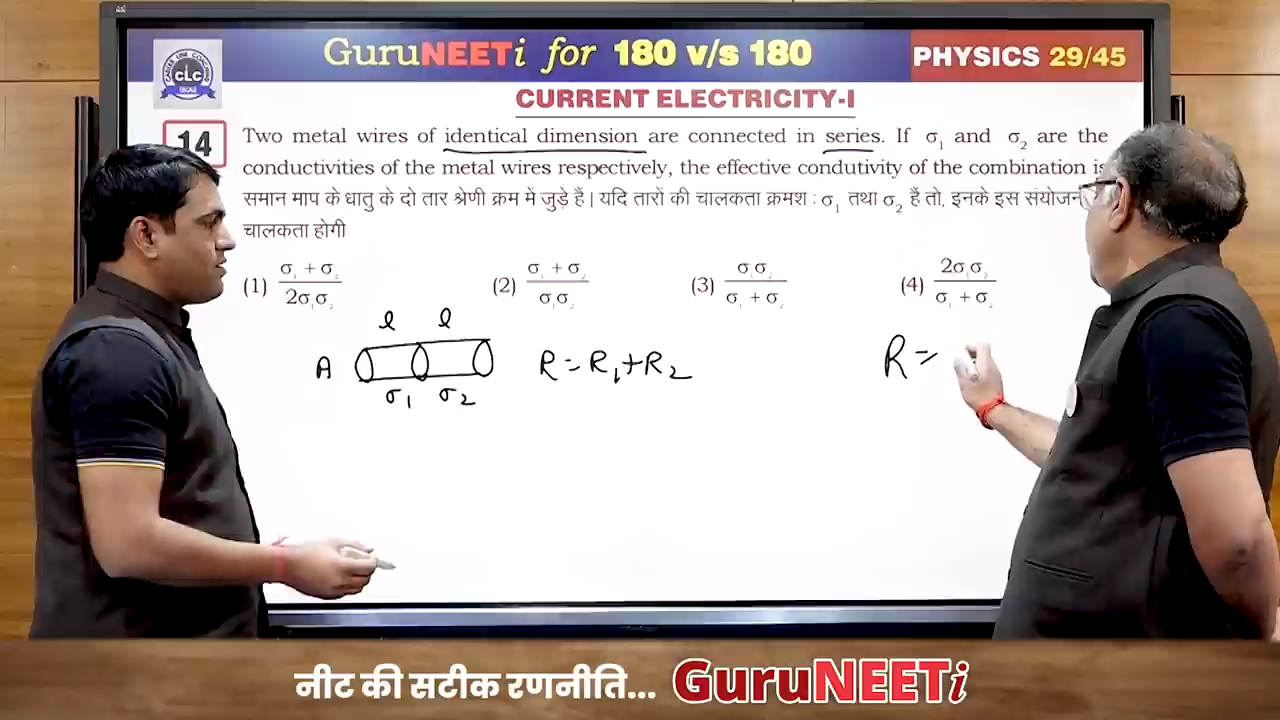 GuruNEETi for 180 v/s 180
PHYSICS 29/45
CLC
CURRENT ELECTRICITY-I
14
Two metal wires of identical dimension are connected in series. If σ₁ and σ₂ are the
conductivities of the metal wires respectively, the effective condutivity of the combination is
समान माप के धातु के दो तार श्रेणी क्रम में जुड़े हैं। यदि तारों की चालकता क्रमश : σ₁ तथा σ₂ हैं तो, इनके इस संयोजन
चालकता होगी
(1) (σ₁ + σ₂)/(2σ₁σ₂) (2) (σ₁ + σ₂)/(σ₁σ₂) (3) (σ₁σ₂)/(σ₁ + σ₂) (4) (2σ₁σ₂)/(σ₁ + σ₂)
l l
A R = R₁ + R₂ R =
σ₁ σ₂
नीट की सटीक रणनीति... GuruNEETi